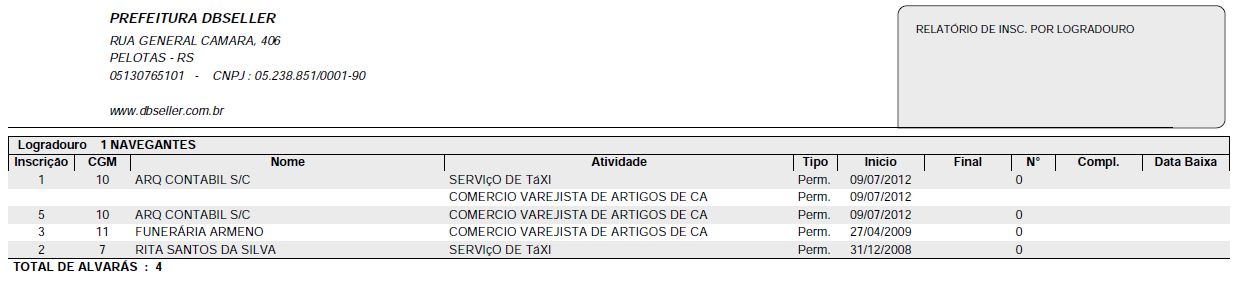 PREFEITURA DBSELLER
RUA GENERAL CAMARA, 406
PELOTAS - RS
05130765101 - CNPJ : 05.238.851/0001-90
www.dbseller.com.br
RELATÓRIO DE INSC. POR LOGRADOURO
Logradouro 1 NAVEGANTES
Inscrição CGM Nome Atividade Tipo Inicio Final N° Compl. Data Baixa
1 10 ARQ CONTABIL S/C SERVIçO DE TáXI Perm. 09/07/2012 0
COMERCIO VAREJISTA DE ARTIGOS DE CA Perm. 09/07/2012
5 10 ARQ CONTABIL S/C COMERCIO VAREJISTA DE ARTIGOS DE CA Perm. 09/07/2012 0
3 11 FUNERÁRIA ARMENO COMERCIO VAREJISTA DE ARTIGOS DE CA Perm. 27/04/2009 0
2 7 RITA SANTOS DA SILVA SERVIçO DE TáXI Perm. 31/12/2008 0
TOTAL DE ALVARÁS : 4